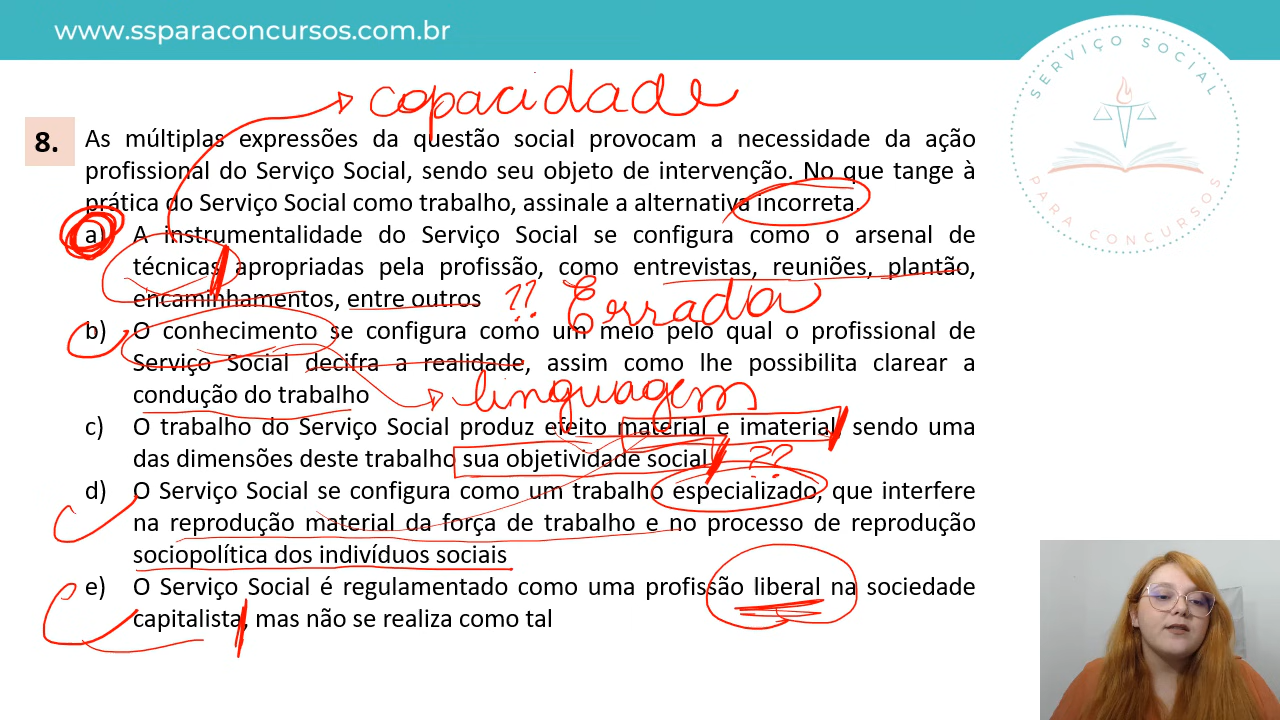 www.ssparaconcursos.com.br
SERVIÇO SOCIAL
PARA CONCURSOS
capacidade
8. As múltiplas expressões da questão social provocam a necessidade da ação
profissional do Serviço Social, sendo seu objeto de intervenção. No que tange à
prática do Serviço Social como trabalho, assinale a alternativa incorreta.
a) A instrumentalidade do Serviço Social se configura como o arsenal de
técnicas apropriadas pela profissão, como entrevistas, reuniões, plantão,
encaminhamentos, entre outros ?? Errada
b) O conhecimento se configura como um meio pelo qual o profissional de
Serviço Social decifra a realidade, assim como lhe possibilita clarear a
condução do trabalho
linguagem
c) O trabalho do Serviço Social produz efeito material e imaterial, sendo uma
das dimensões deste trabalho sua objetividade social ??
d) O Serviço Social se configura como um trabalho especializado, que interfere
na reprodução material da força de trabalho e no processo de reprodução
sociopolítica dos indivíduos sociais
e) O Serviço Social é regulamentado como uma profissão liberal na sociedade
capitalista, mas não se realiza como tal